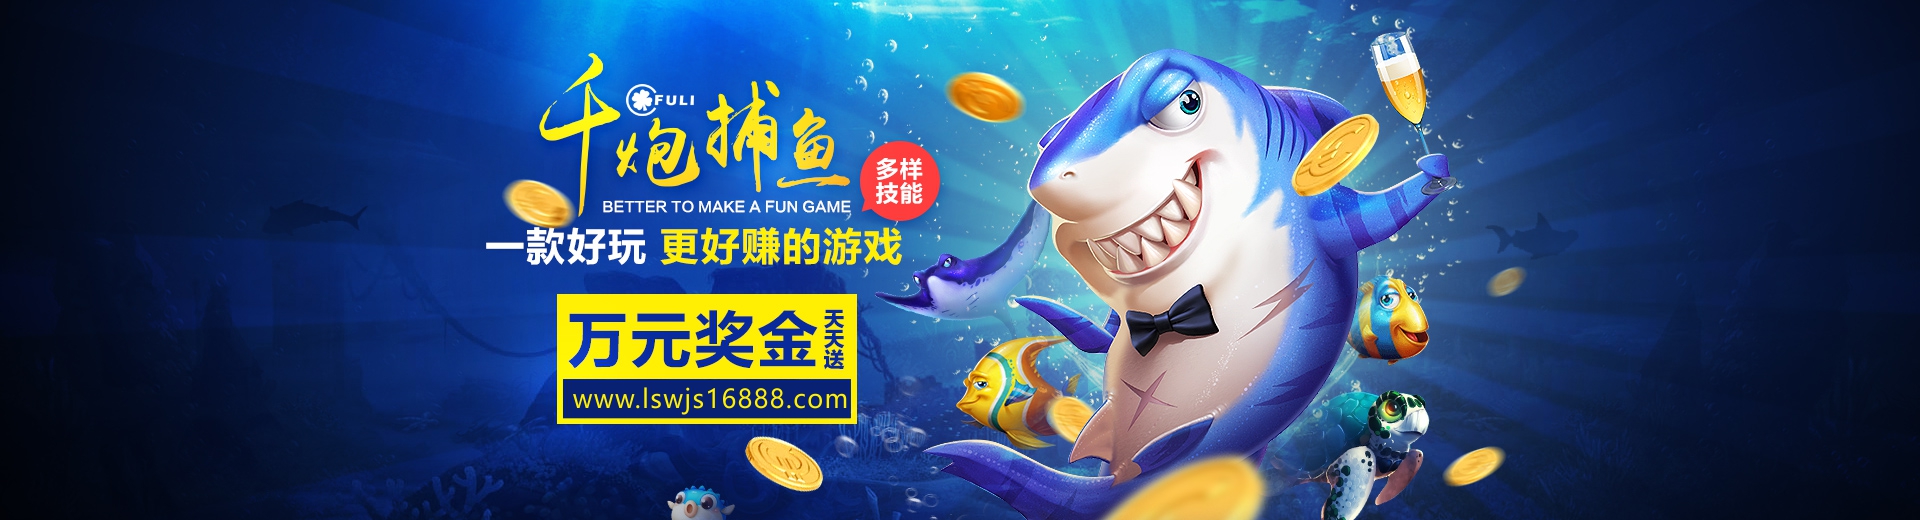 千炮捕鱼
FULI
多样
技能
BETTER TO MAKE A FUN GAME
一款好玩 更好赚的游戏
万元奖金
天天送
www.lswjs16888.com